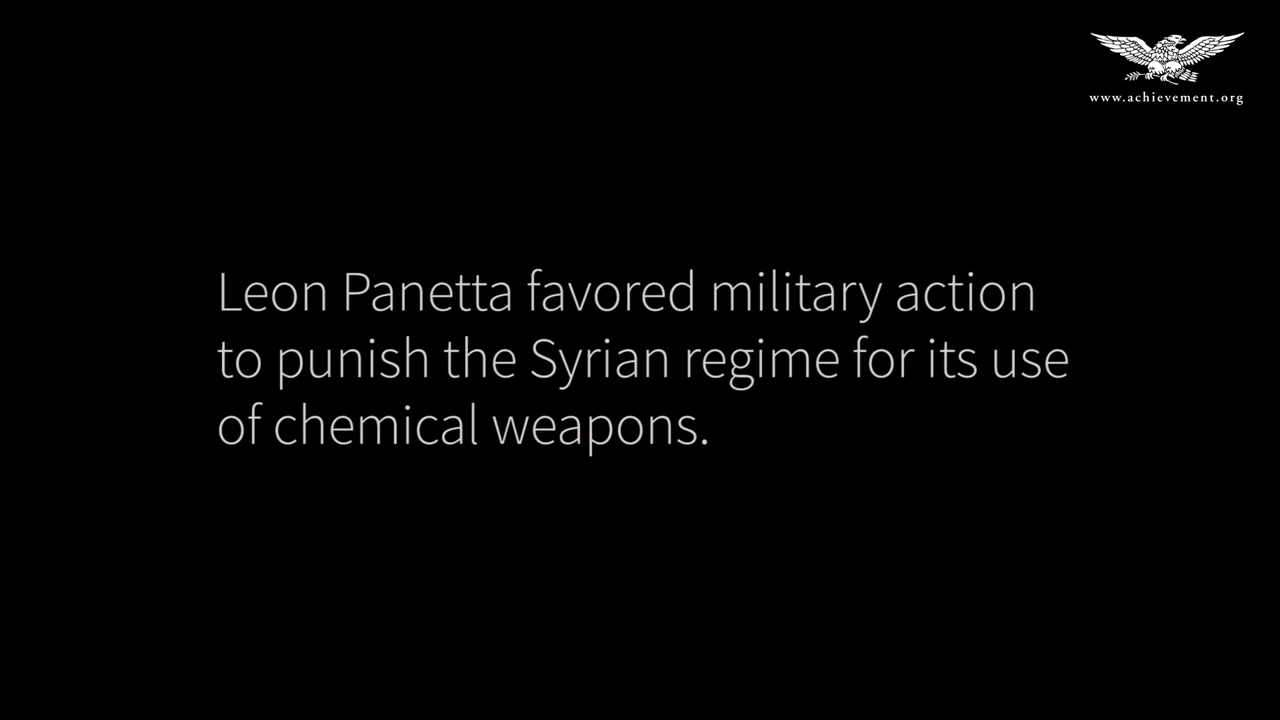 www.achievement.org
Leon Panetta favored military action
to punish the Syrian regime for its use
of chemical weapons.